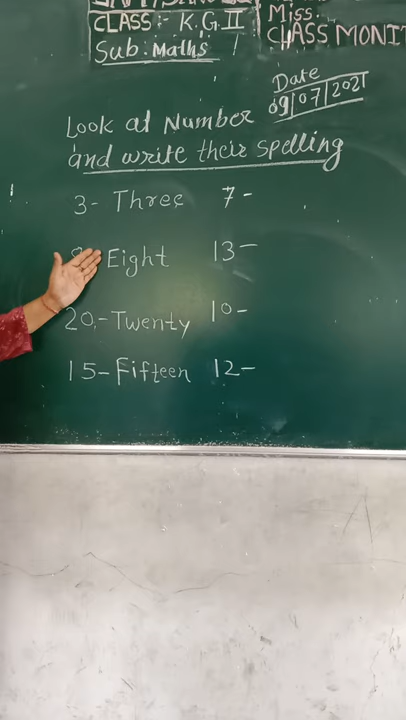 CLASS:- K.G.II
Miss.
CLASS MONIT
Sub: Maths
Date
09/07/2021
Look at Number
and write their spelling
3- Three 7-
Eight 13-
20,-Twenty 10-
15-Fifteen 12-